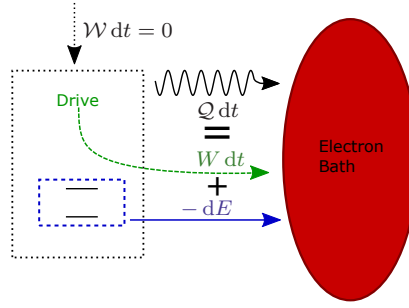 𝒲 dt = 0
Drive
𝒬 dt
=
W dt
+
− dE
Electron
Bath